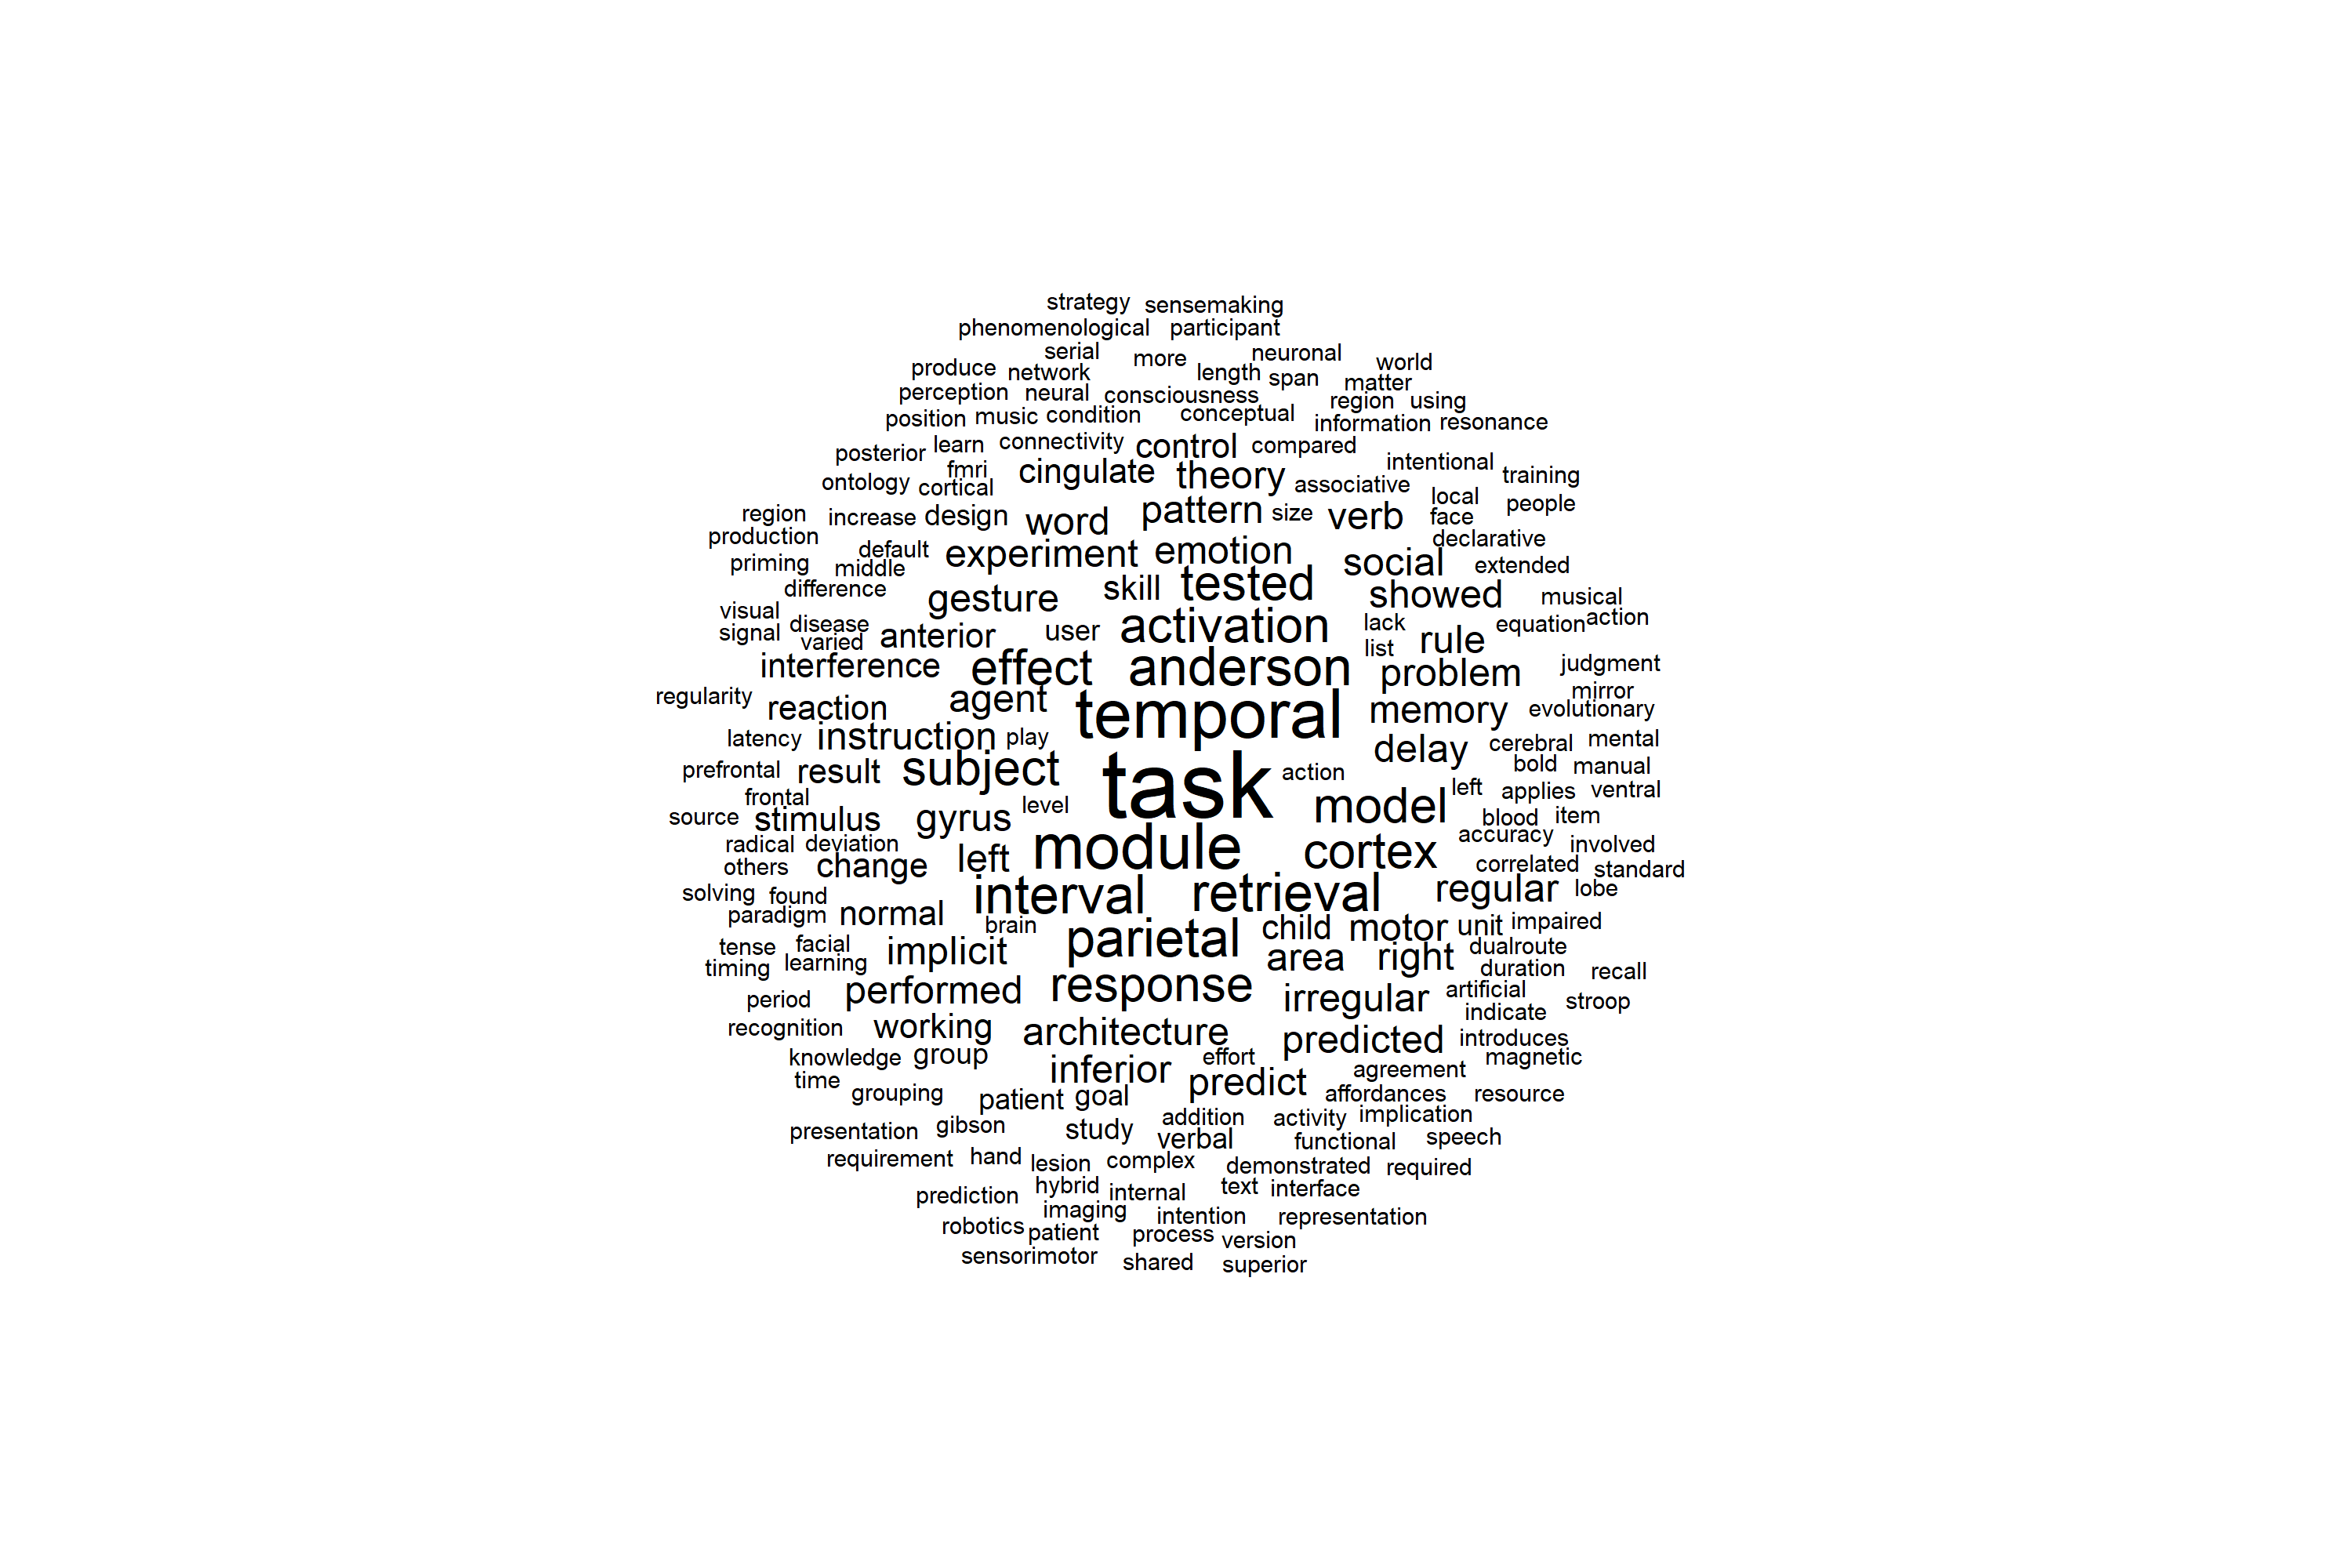 strategy sensemaking
phenomenological participant
serial more neuronal world
produce network length span matter
perception neural consciousness region using
position music condition conceptual information resonance
posterior learn connectivity control compared
fmri cingulate theory intentional training
ontology cortical associative local people
region increase design word pattern size verb face
production default experiment emotion declarative
priming middle social extended
difference gesture skill tested showed musical
visual disease user activation lack equation action
signal varied anterior list rule
interference effect anderson problem judgment
regularity reaction agent temporal memory mirror evolutionary
latency instruction play delay cerebral mental
prefrontal result subject task action bold manual
frontal level model left applies ventral
source stimulus gyrus blood item
radical deviation module cortex accuracy involved
others change left correlated standard
solving found interval retrieval regular lobe
paradigm normal brain child motor unit impaired
tense facial implicit parietal area right dualroute
timing learning duration recall
period performed response irregular artificial stroop
recognition working architecture predicted indicate introduces
knowledge group inferior effort agreement magnetic
time grouping patient goal predict affordances resource
presentation gibson study addition activity implication
verbal functional speech
requirement hand lesion complex demonstrated required
prediction hybrid internal text interface
imaging intention representation
robotics patient process version
sensorimotor shared superior